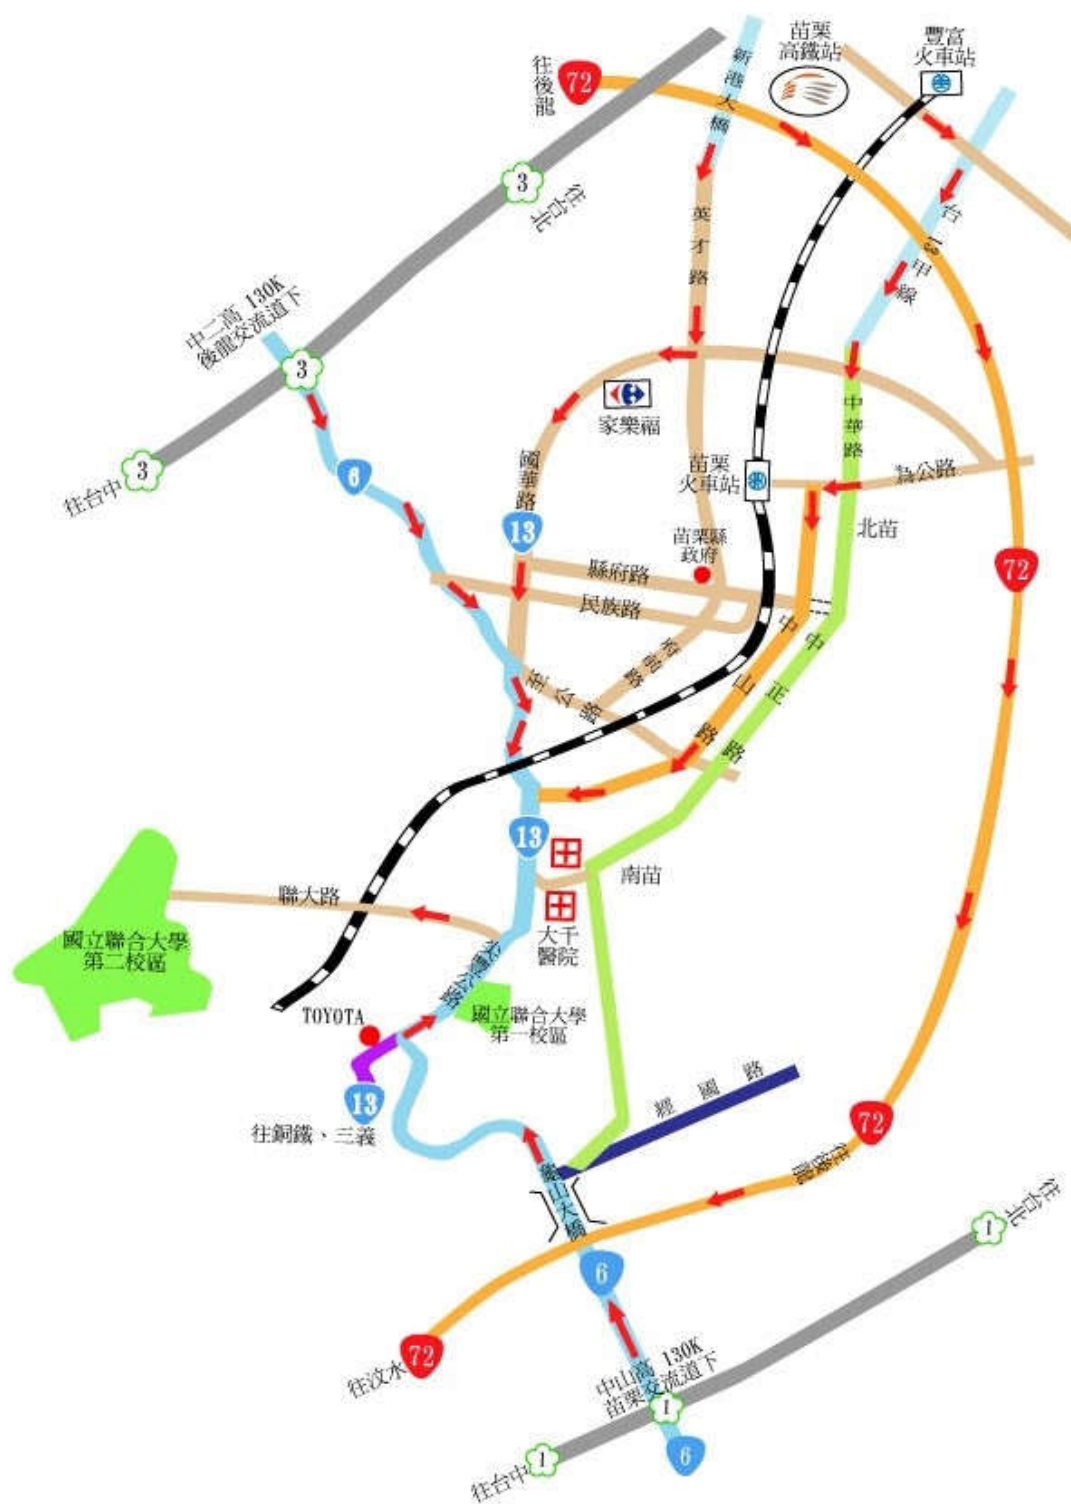 苗栗
高鐵站
豐富
火車站
往後龍
72
新港大橋
3
往台北
英才路
台13甲線
中二高 130K
後龍交流道下
3
家樂福
中華路
3
往台中
6
國華路
苗栗
火車站
為公路
13
苗栗縣
政府
北苗
縣府路
72
民族路
府前路
中山路
中正路
至公路
13
南苗
聯大路
大千
醫院
國立聯合大學
第二校區
尖豐公路
國立聯合大學
第一校區
TOYOTA
13
往銅鐵、三義
經國路
72
往後龍
龜山大橋
1
往台北
6
72
往汶水
中山高 130K
苗栗交流道下
1
1
往台中
6